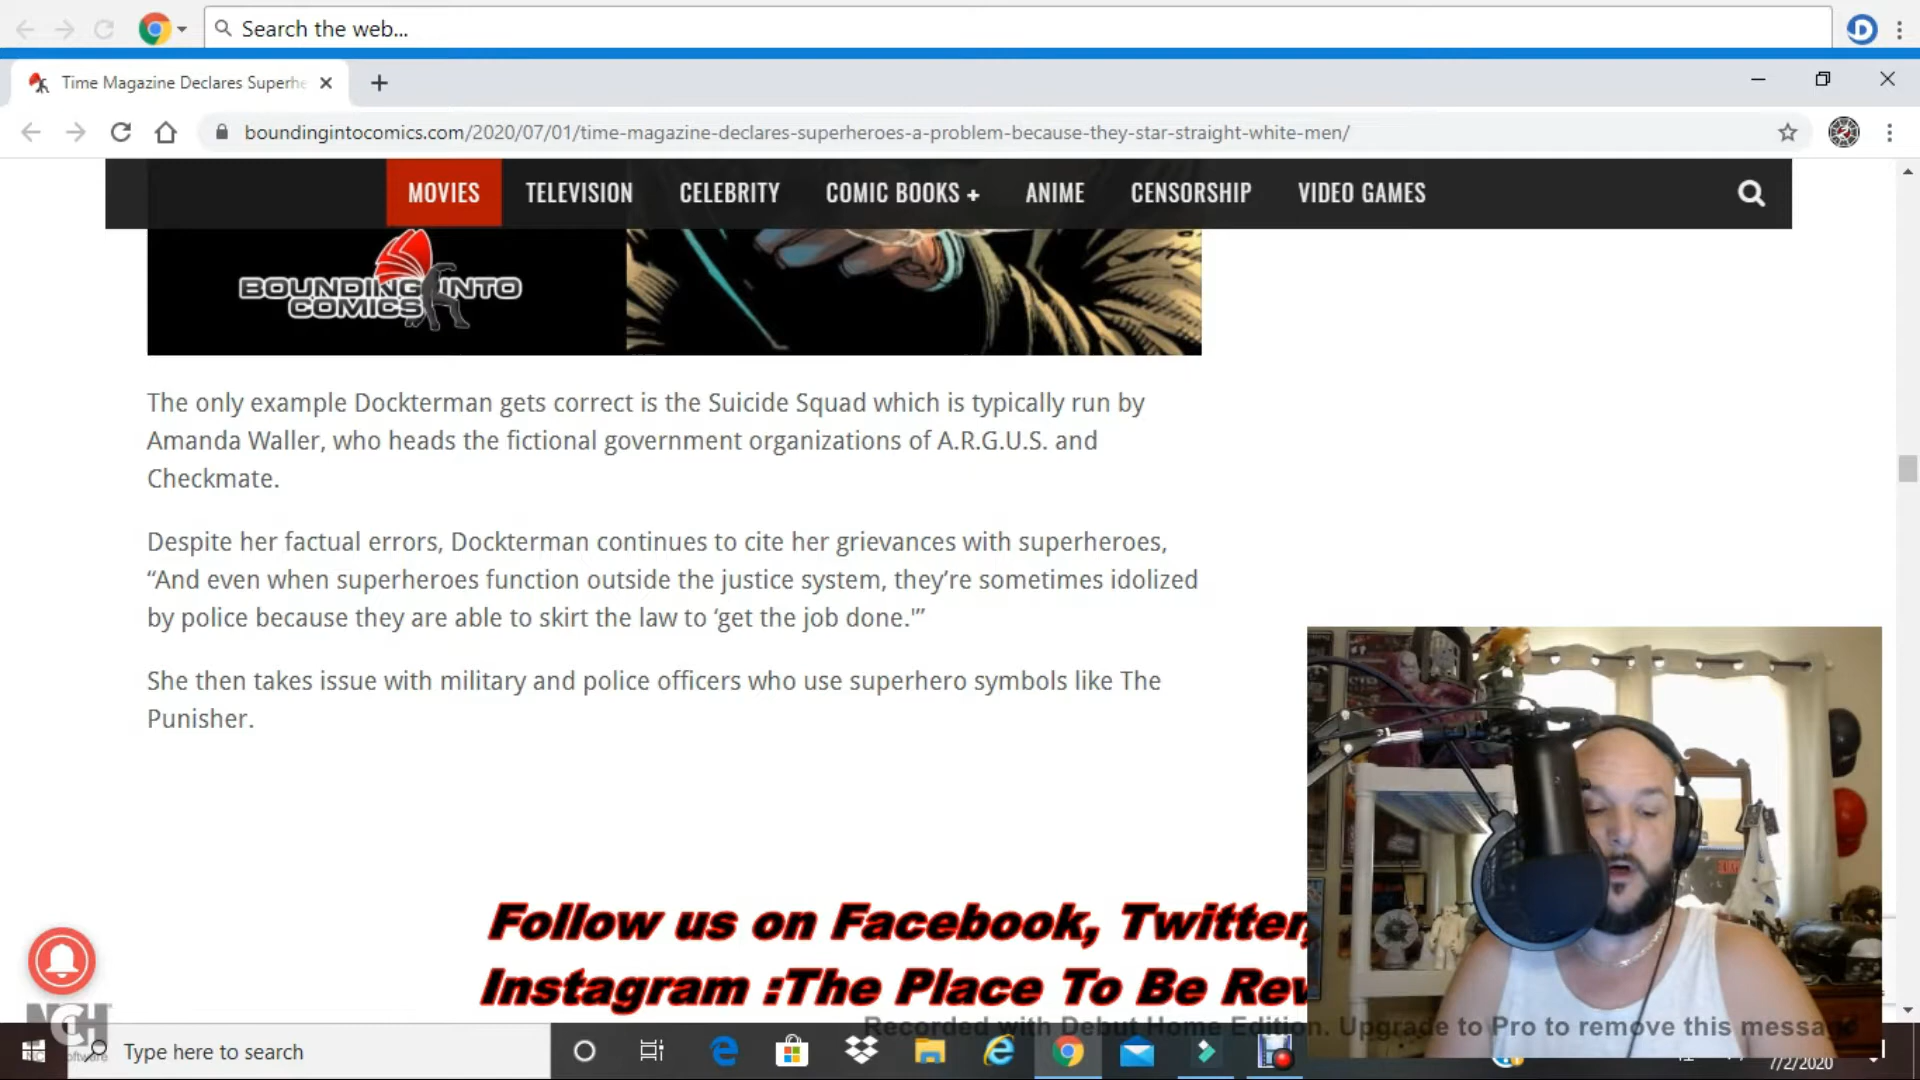 Search the web...
Time Magazine Declares Superhe
boundingintocomics.com/2020/07/01/time-magazine-declares-superheroes-a-problem-because-they-star-straight-white-men/
MOVIES TELEVISION CELEBRITY COMIC BOOKS + ANIME CENSORSHIP VIDEO GAMES
BOUNDING INTO
COMICS
The only example Dockterman gets correct is the Suicide Squad which is typically run by
Amanda Waller, who heads the fictional government organizations of A.R.G.U.S. and
Checkmate.
Despite her factual errors, Dockterman continues to cite her grievances with superheroes,
“And even when superheroes function outside the justice system, they’re sometimes idolized
by police because they are able to skirt the law to ‘get the job done.'”
She then takes issue with military and police officers who use superhero symbols like The
Punisher.
Follow us on Facebook, Twitter,
Instagram :The Place To Be Rev
NCH
Recorded with Debut Home Edition. Upgrade to Pro to remove this message
Type here to search
7/2/2020